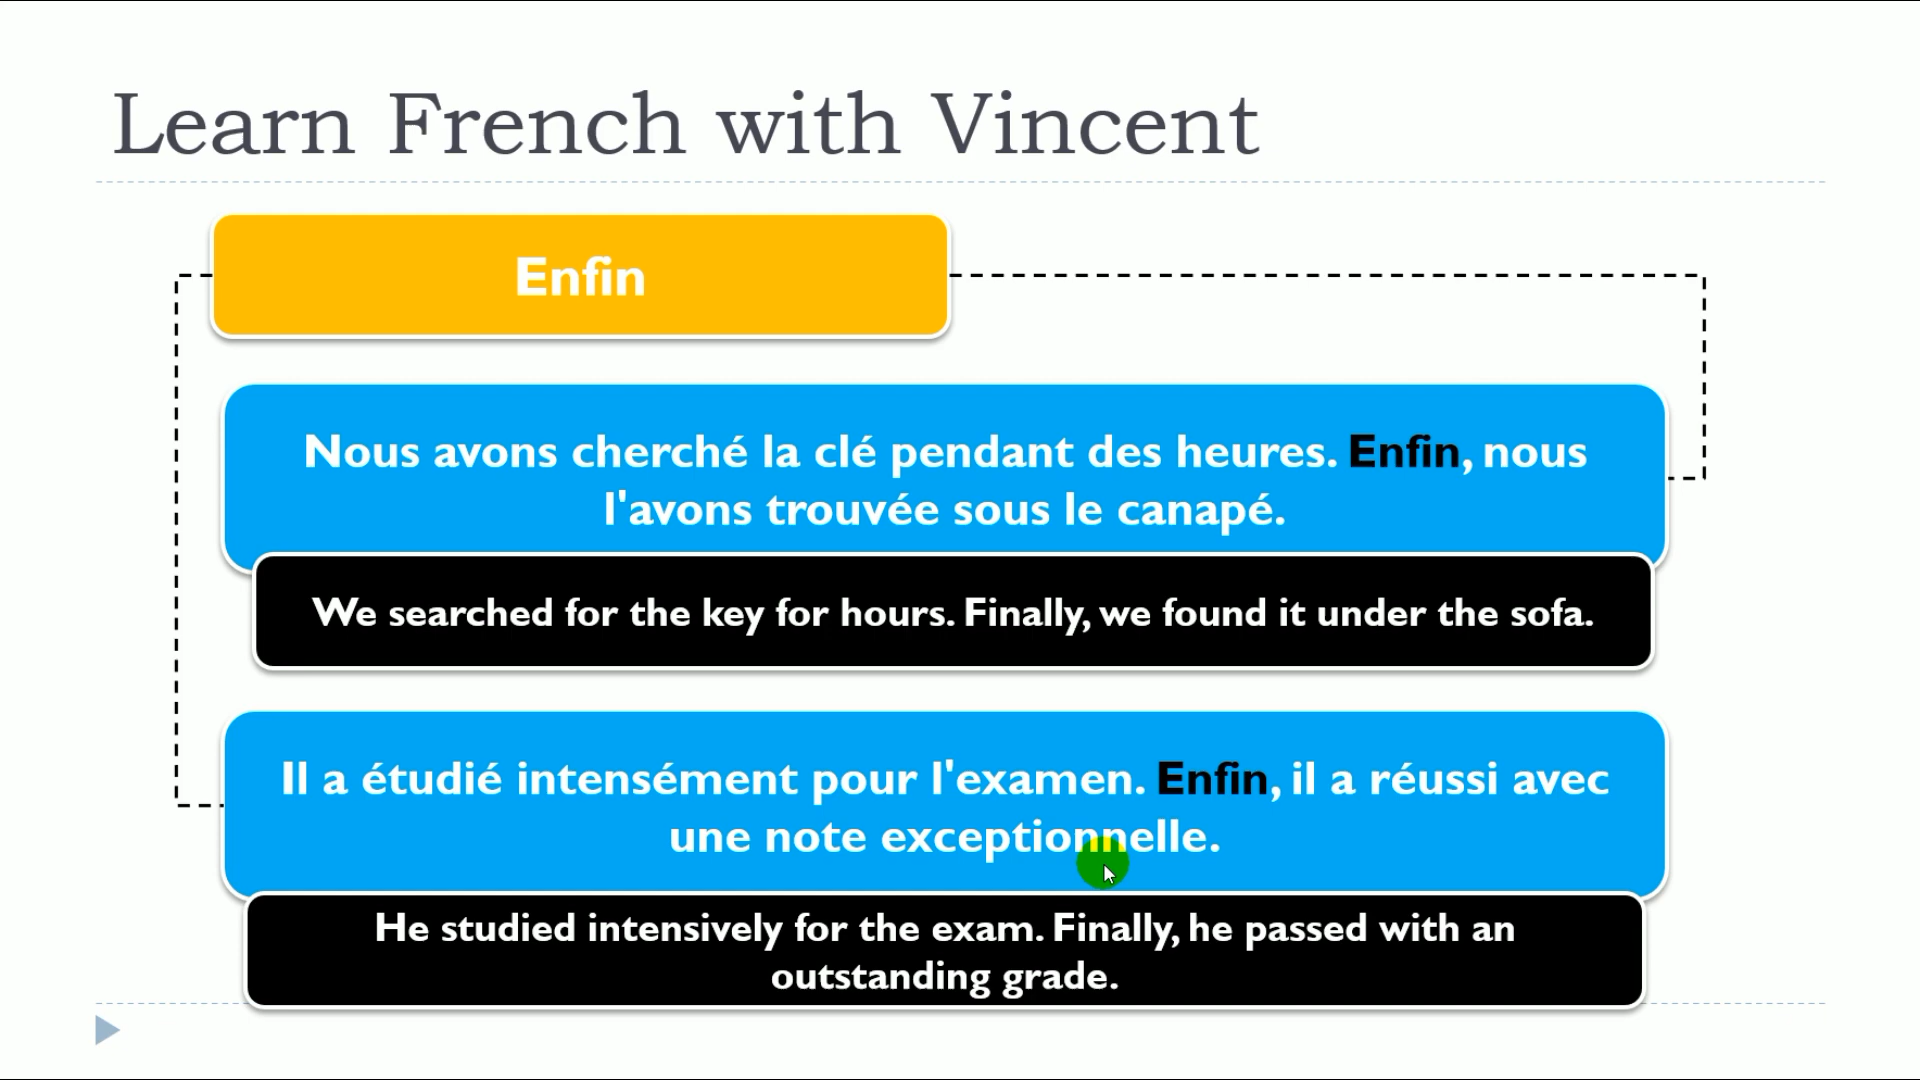 Learn French with Vincent
Enfin
Nous avons cherché la clé pendant des heures. Enfin, nous
l'avons trouvée sous le canapé.
We searched for the key for hours. Finally, we found it under the sofa.
Il a étudié intensément pour l'examen. Enfin, il a réussi avec
une note exceptionnelle.
He studied intensively for the exam. Finally, he passed with an
outstanding grade.